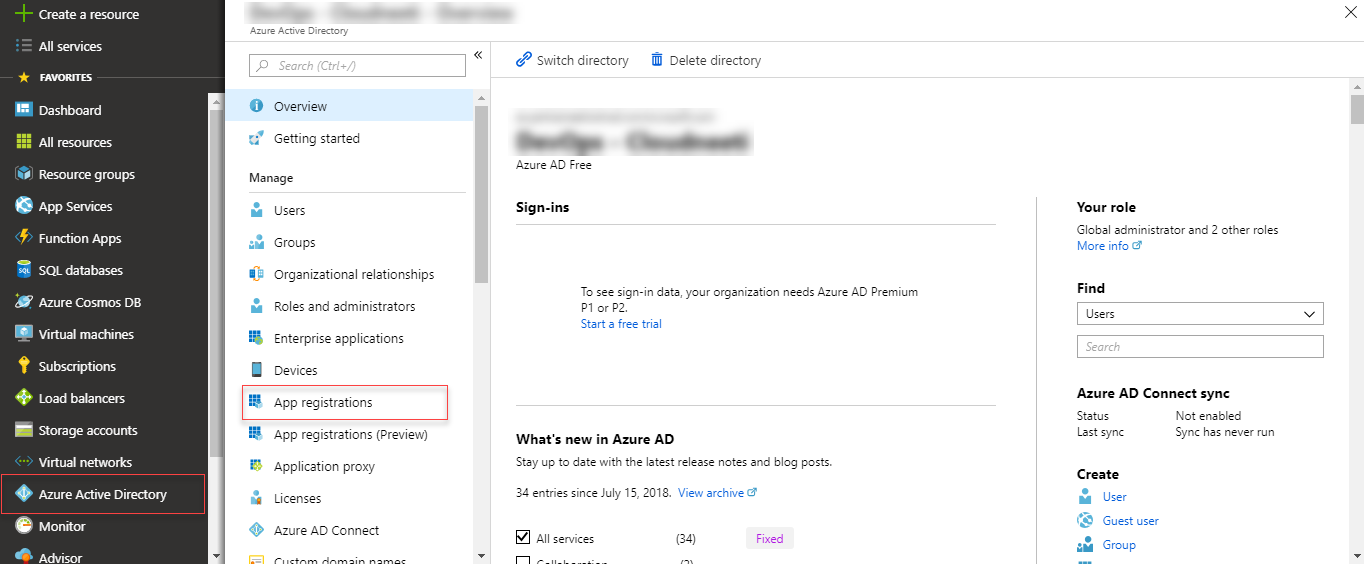 Create a resource
All services
FAVORITES
Dashboard
All resources
Resource groups
App Services
Function Apps
SQL databases
Azure Cosmos DB
Virtual machines
Subscriptions
Load balancers
Storage accounts
Virtual networks
Azure Active Directory
Monitor
Advisor
Azure Active Directory
Search (Ctrl+/)
«
Overview
Getting started
Manage
Users
Groups
Organizational relationships
Roles and administrators
Enterprise applications
Devices
App registrations
App registrations (Preview)
Application proxy
Licenses
Azure AD Connect
Custom domain names
Switch directory
Delete directory
Azure AD Free
Sign-ins
To see sign-in data, your organization needs Azure AD Premium
P1 or P2.
Start a free trial
What's new in Azure AD
Stay up to date with the latest release notes and blog posts.
34 entries since July 15, 2018. View archive
All services (34) Fixed
Collaboration
Your role
Global administrator and 2 other roles
More info
Find
Users
Search
Azure AD Connect sync
Status Not enabled
Last sync Sync has never run
Create
User
Guest user
Group